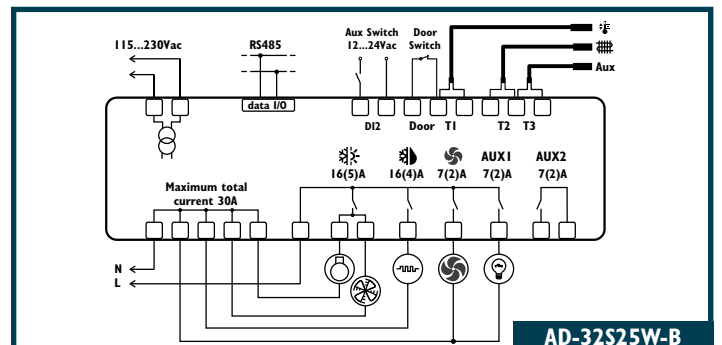 115...230Vac
RS485
Aux Switch
12...24Vac
Door
Switch
Aux
data I/O
DI2
Door
T1
T2
T3
16(5)A
16(4)A
7(2)A
AUX1
7(2)A
AUX2
7(2)A
Maximum total
current 30A
N
L
AD-32S25W-B